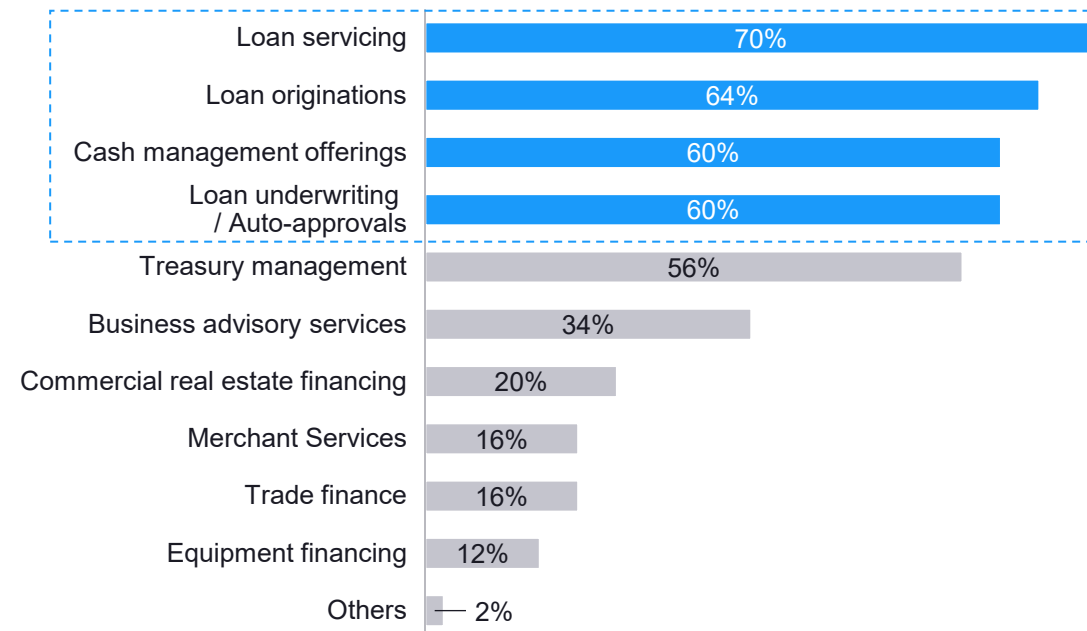 Loan servicing 70%
Loan originations 64%
Cash management offerings 60%
Loan underwriting
/ Auto-approvals 60%
Treasury management 56%
Business advisory services 34%
Commercial real estate financing 20%
Merchant Services 16%
Trade finance 16%
Equipment financing 12%
Others 2%